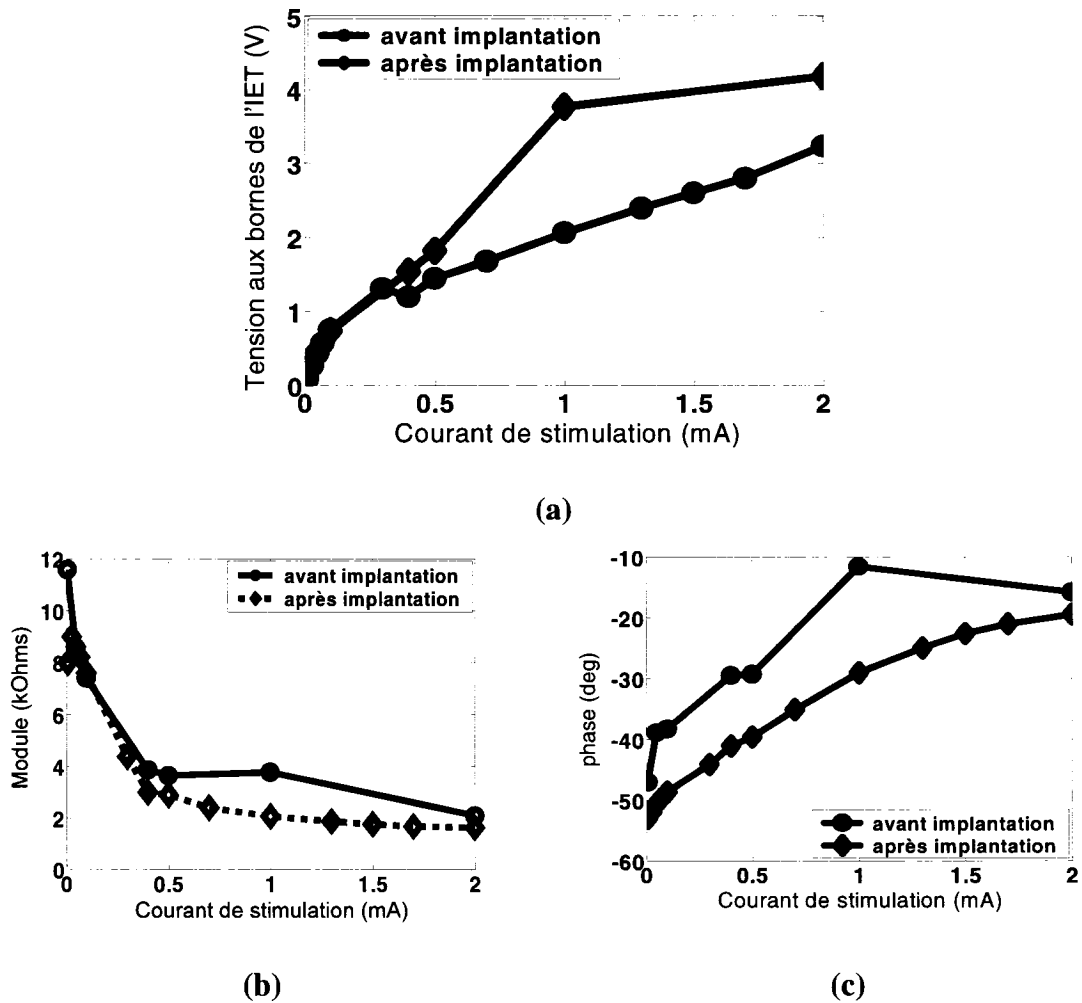 5
4
3
2
1
0
avant implantation
après implantation
Tension aux bornes de l'IET (V)
0
0.5
1
1.5
2
Courant de stimulation (mA)
(a)
12
10
8
6
4
2
0
avant implantation
après implantation
Module (kOhms)
0
0.5
1
1.5
2
Courant de stimulation (mA)
(b)
-10
-20
-30
-40
-50
-60
phase (deg)
avant implantation
après implantation
0
0.5
1
1.5
2
Courant de stimulation (mA)
(c)